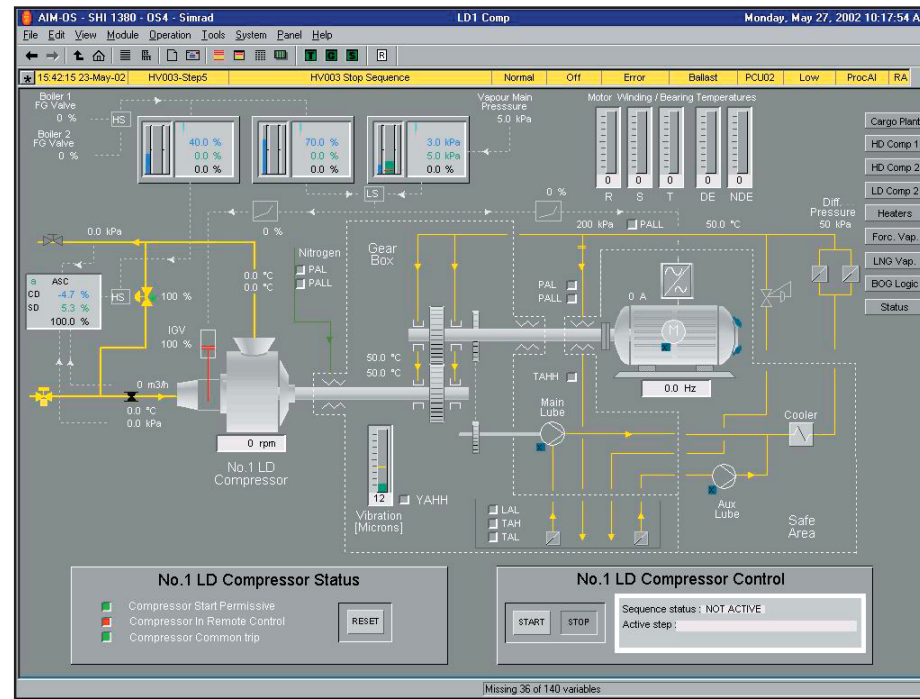 AIM-OS - SHI 1380 - OS4 - Simrad LD1 Comp Monday, May 27, 2002 10:17:54 A
File Edit View Module Operation Tools System Panel Help
T G S R
* 15:42:15 23-May-02 HV003-Step5 HV003 Stop Sequence Normal Off Error Ballast PCU02 Low ProcAl RA
Boiler 1
FG Valve
0 %
HS
Boiler 2
FG Valve
0 %
40.0 %
0.0 %
0.0 %
70.0 %
0.0 %
0.0 %
3.0 kPa
5.0 kPa
0.0 %
Vapour Main
Presssure
5.0 kPa
LS
Motor Winding / Bearing Temperatures
0 0 0 0 0
R S T DE NDE
Cargo Plant
HD Comp 1
HD Comp 2
LD Comp 2
Heaters
Forc. Vap.
LNG Vap.
BOG Logic
Status
0 %
0 %
200 kPa PALL 50.0 °C
Diff.
Pressure
50 kPa
0.0 kPa
Nitrogen
PAL
PALL
Gear
Box
0.0 °C
0.0 °C
a ASC
CD -4.7 %
SD 5.3 %
100.0 %
HS
100 %
IGV
100 %
PAL
PALL
0 A
M
x
0.0 Hz
50.0 °C
50.0 °C
TAHH
0 m3/h
0.0 °C
0.0 kPa
0 rpm
No.1 LD
Compressor
Main
Lube
x
Cooler
12
YAHH
Vibration
[Microns]
LAL
TAH
TAL
x
Aux
Lube
Safe
Area
No.1 LD Compressor Status
Compressor Start Permissive
Compressor In Remote Control
Compressor Common trip
RESET
No.1 LD Compressor Control
START STOP
Sequence status : NOT ACTIVE
Active step :
Missing 36 of 140 variables